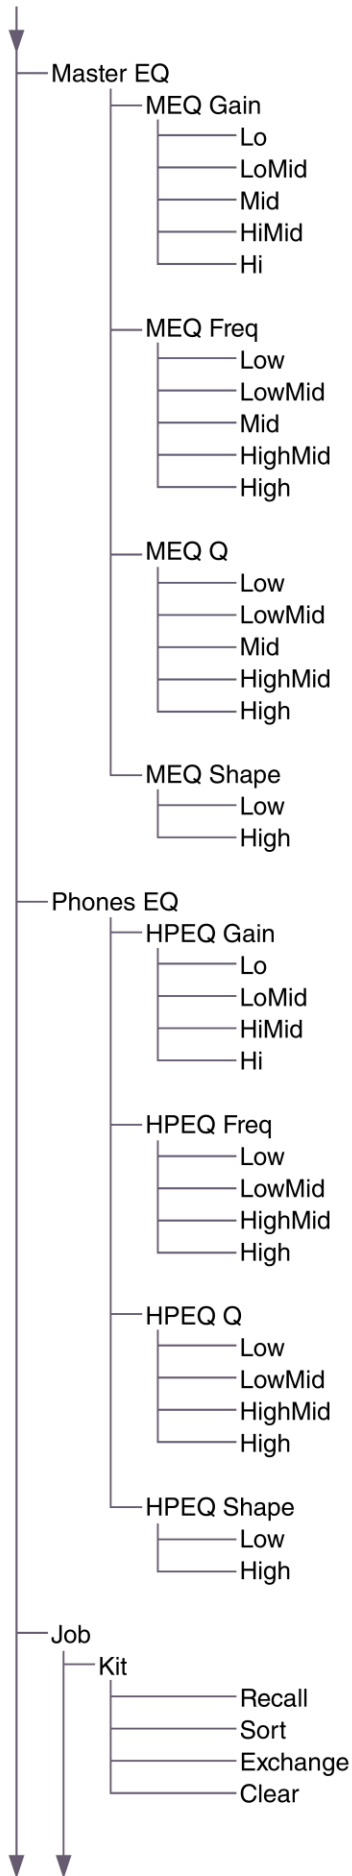 Master EQ
MEQ Gain
Lo
LoMid
Mid
HiMid
Hi
MEQ Freq
Low
LowMid
Mid
HighMid
High
MEQ Q
Low
LowMid
Mid
HighMid
High
MEQ Shape
Low
High
Phones EQ
HPEQ Gain
Lo
LoMid
HiMid
Hi
HPEQ Freq
Low
LowMid
HighMid
High
HPEQ Q
Low
LowMid
HighMid
High
HPEQ Shape
Low
High
Job
Kit
Recall
Sort
Exchange
Clear